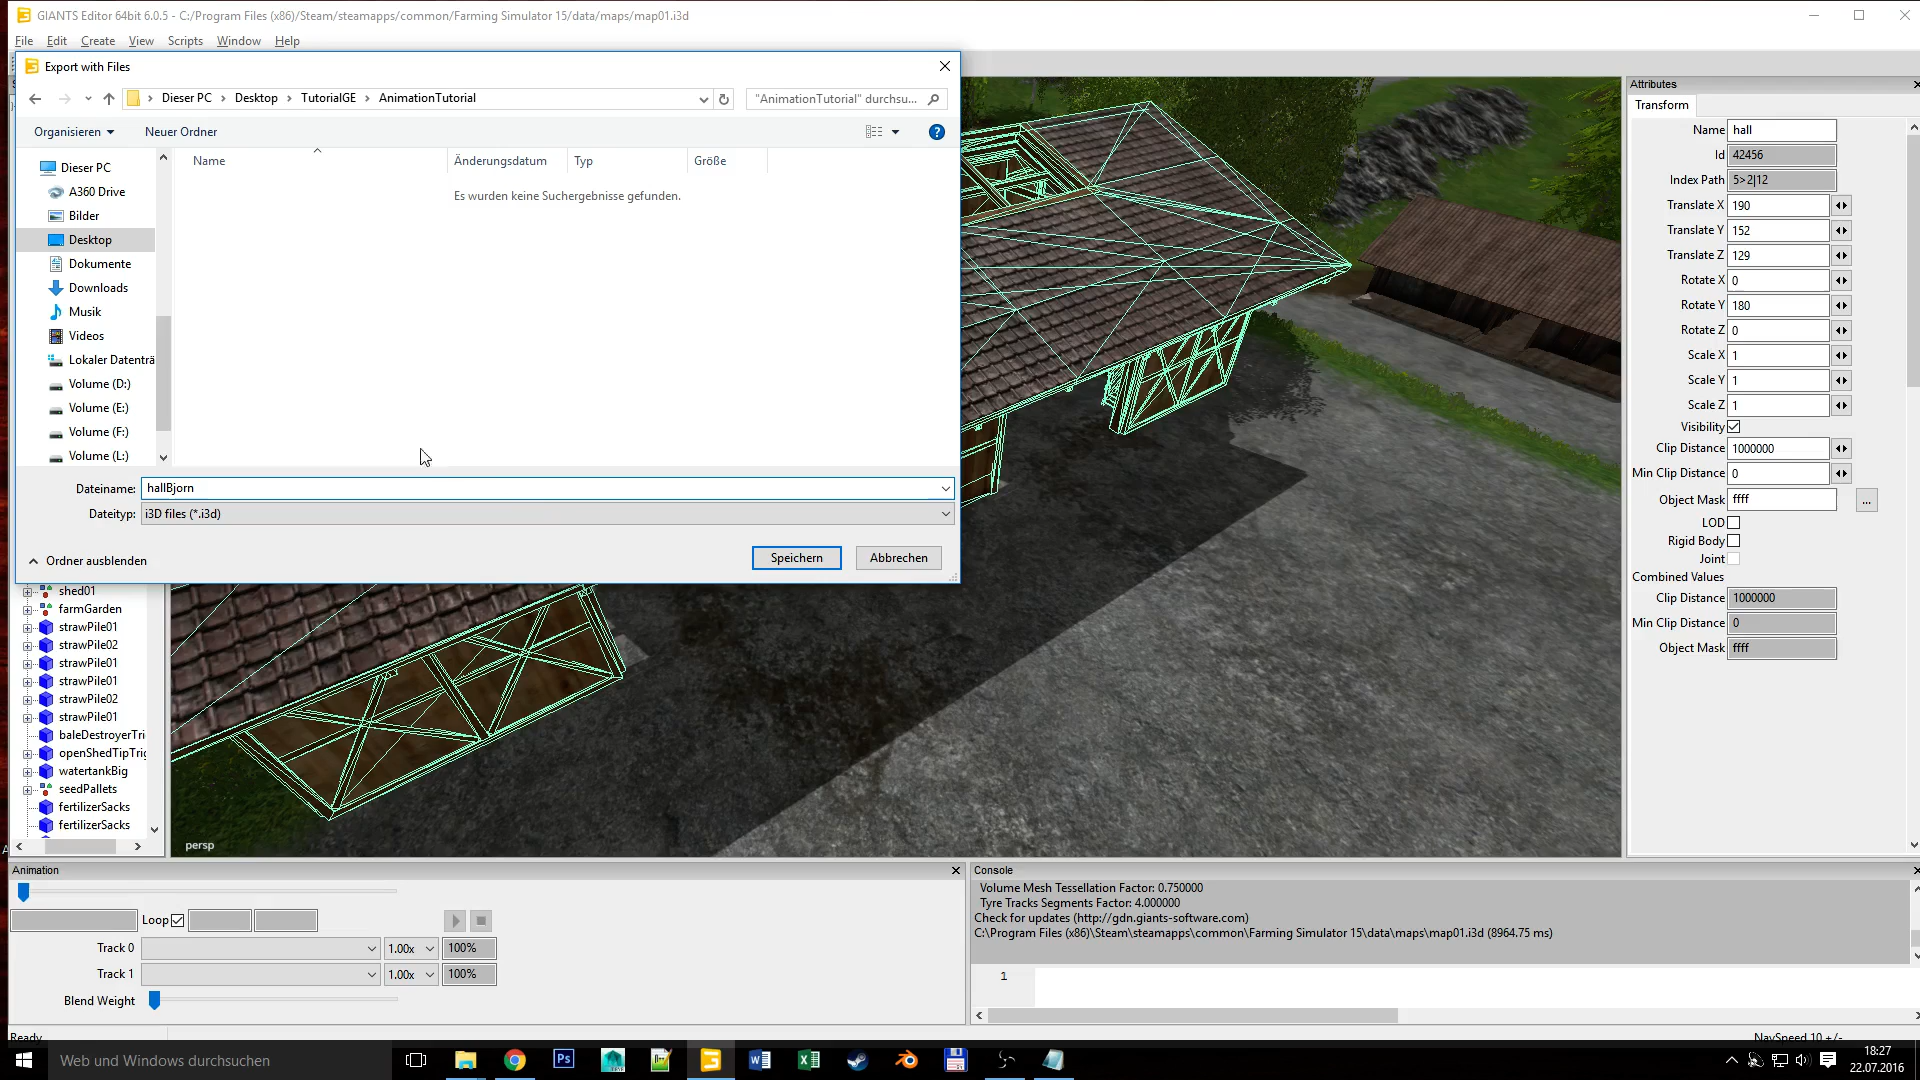 GIANTS Editor 64bit 6.0.5 - C:/Program Files (x86)/Steam/steamapps/common/Farming Simulator 15/data/maps/map01.i3d
File Edit Create View Scripts Window Help
Export with Files
Dieser PC > Desktop > TutorialGE > AnimationTutorial
"AnimationTutorial" durchsu...
Organisieren Neuer Ordner
Name Änderungsdatum Typ Größe
Es wurden keine Suchergebnisse gefunden.
Dieser PC
A360 Drive
Bilder
Desktop
Dokumente
Downloads
Musik
Videos
Lokaler Datenträ
Volume (D:)
Volume (E:)
Volume (F:)
Volume (L:)
Dateiname: hallBjorn
Dateityp: i3D files (*.i3d)
Ordner ausblenden
Speichern Abbrechen
shed01
farmGarden
strawPile01
strawPile02
strawPile01
strawPile01
strawPile02
strawPile01
baleDestroyerTri
openShedTipTrig
watertankBig
seedPallets
fertilizerSacks
fertilizerSacks
persp
Attributes
Transform
Name hall
Id 42456
Index Path 5>2|12
Translate X 190
Translate Y 152
Translate Z 129
Rotate X 0
Rotate Y 180
Rotate Z 0
Scale X 1
Scale Y 1
Scale Z 1
Visibility
Clip Distance 1000000
Min Clip Distance 0
Object Mask ffff ...
LOD
Rigid Body
Joint
Combined Values
Clip Distance 1000000
Min Clip Distance 0
Object Mask ffff
Animation
Loop
Track 0 1.00x 100%
Track 1 1.00x 100%
Blend Weight
Console
Volume Mesh Tessellation Factor: 0.750000
Tyre Tracks Segments Factor: 4.000000
Check for updates (http://gdn.giants-software.com)
C:\Program Files (x86)\Steam\steamapps\common\Farming Simulator 15\data\maps\map01.i3d (8964.75 ms)
1
Ready
NavSpeed 10 +/-
Web und Windows durchsuchen
18:27
22.07.2016